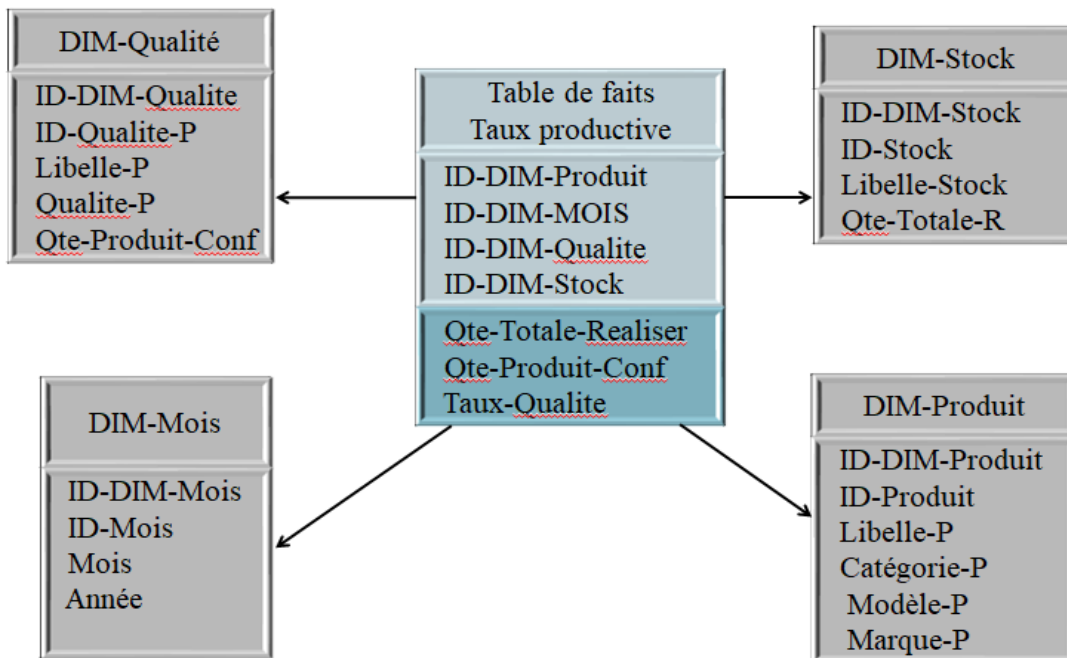 DIM-Qualité
ID-DIM-Qualite
ID-Qualite-P
Libelle-P
Qualite-P
Qte-Produit-Conf
Table de faits
Taux productive
ID-DIM-Produit
ID-DIM-MOIS
ID-DIM-Qualite
ID-DIM-Stock
Qte-Totale-Realiser
Qte-Produit-Conf
Taux-Qualite
DIM-Stock
ID-DIM-Stock
ID-Stock
Libelle-Stock
Qte-Totale-R
DIM-Mois
ID-DIM-Mois
ID-Mois
Mois
Année
DIM-Produit
ID-DIM-Produit
ID-Produit
Libelle-P
Catégorie-P
Modèle-P
Marque-P